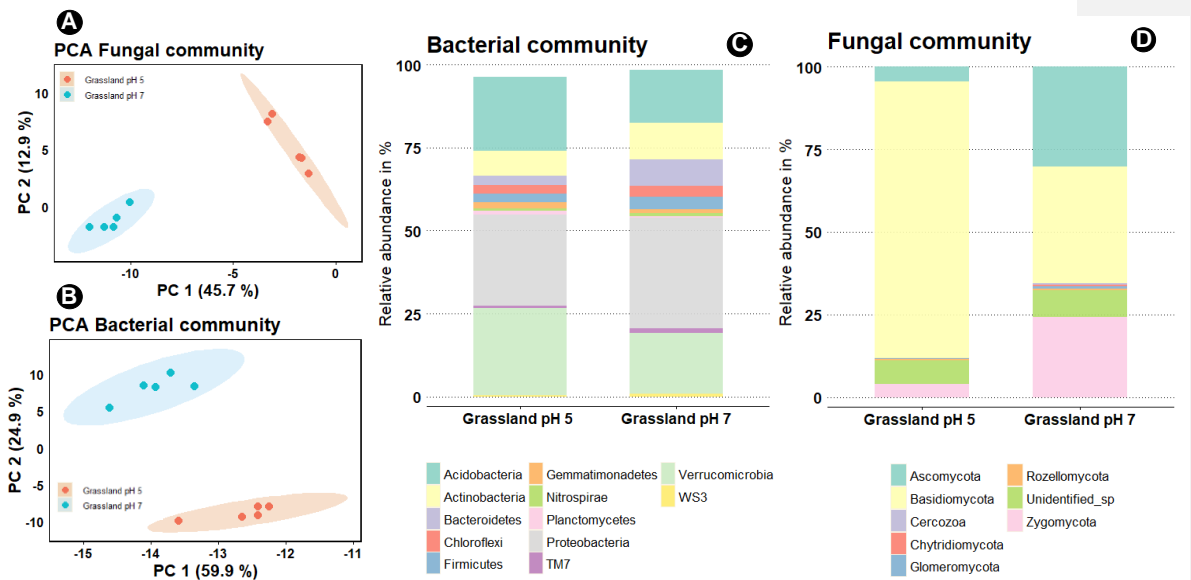 A
PCA Fungal community
Grassland pH 5
Grassland pH 7
10
5
0
PC 2 (12.9 %)
-10
-5
0
PC 1 (45.7 %)
B
PCA Bacterial community
10
5
0
-5
-10
PC 2 (24.9 %)
Grassland pH 5
Grassland pH 7
-15
-14
-13
-12
-11
PC 1 (59.9 %)
Bacterial community
C
100
75
50
25
0
Relative abundance in %
Grassland pH 5
Grassland pH 7
Acidobacteria
Actinobacteria
Bacteroidetes
Chloroflexi
Firmicutes
Gemmatimonadetes
Nitrospirae
Planctomycetes
Proteobacteria
TM7
Verrucomicrobia
WS3
Fungal community
D
100
75
50
25
0
Relative abundance in %
Grassland pH 5
Grassland pH 7
Ascomycota
Basidiomycota
Cercozoa
Chytridiomycota
Glomeromycota
Rozellomycota
Unidentified_sp
Zygomycota